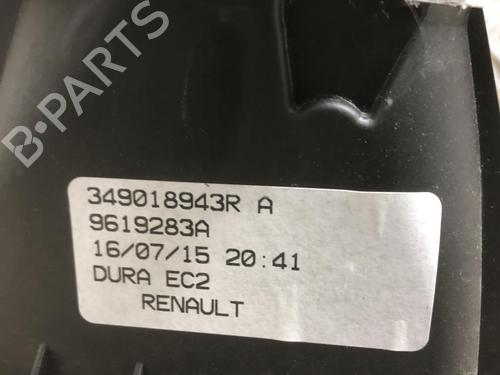 B-PARTS
349018943R A
9619283A
16/07/15 20:41
DURA EC2
RENAULT